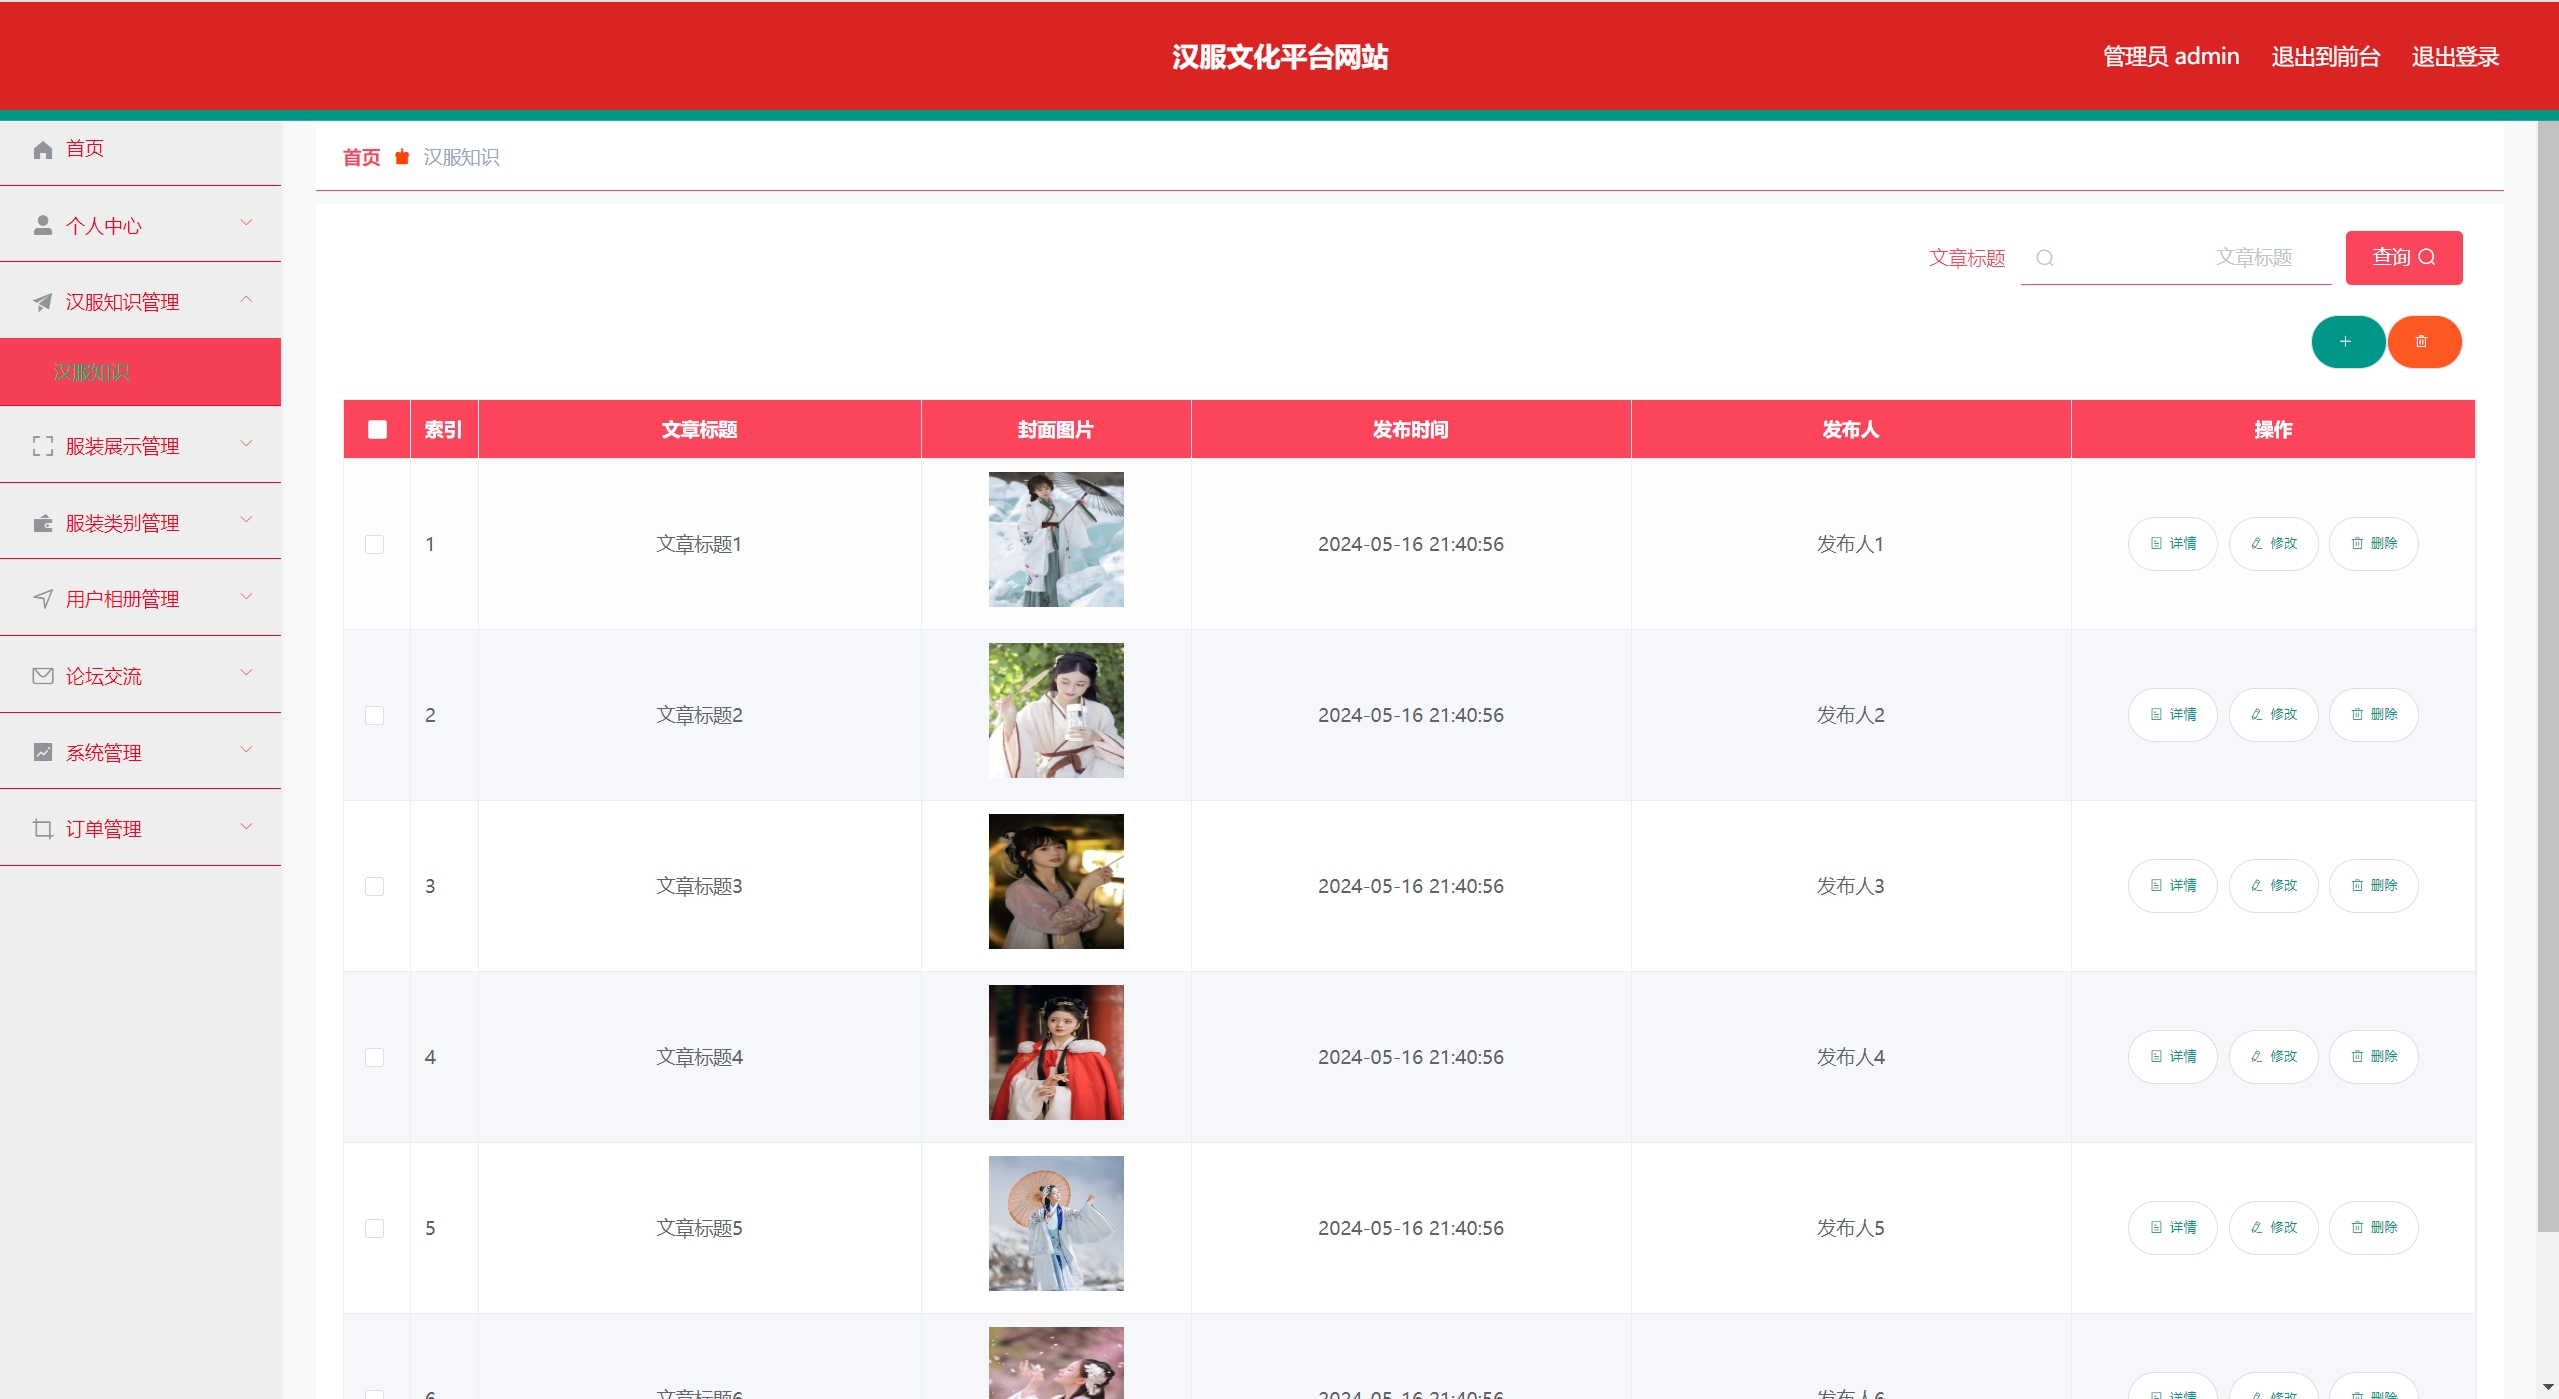 汉服文化平台网站
管理员 admin 退出到前台 退出登录
首页
个人中心
汉服知识管理
汉服知识
服装展示管理
服装类别管理
用户相册管理
论坛交流
系统管理
订单管理
首页 汉服知识
文章标题 文章标题 查询
索引 文章标题 封面图片 发布时间 发布人 操作
1 文章标题1 2024-05-16 21:40:56 发布人1 详情 修改 删除
2 文章标题2 2024-05-16 21:40:56 发布人2 详情 修改 删除
3 文章标题3 2024-05-16 21:40:56 发布人3 详情 修改 删除
4 文章标题4 2024-05-16 21:40:56 发布人4 详情 修改 删除
5 文章标题5 2024-05-16 21:40:56 发布人5 详情 修改 删除
6 文章标题6 2024-05-16 21:40:56 发布人6 详情 修改 删除